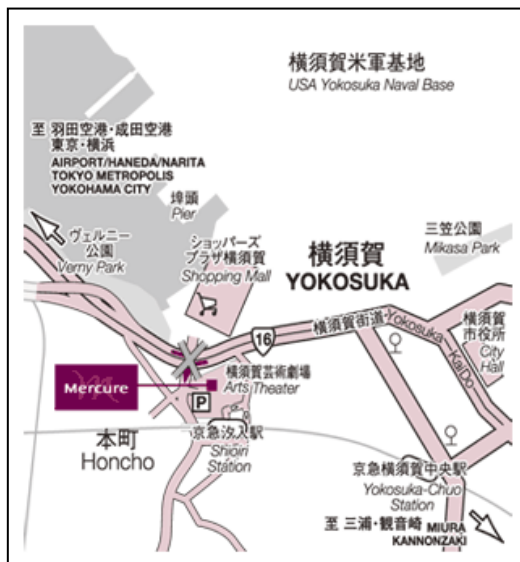 横須賀米軍基地
USA Yokosuka Naval Base
至 羽田空港・成田空港
東京・横浜
AIRPORT/HANEDA/NARITA
TOKYO METROPOLIS
YOKOHAMA CITY
埠頭
Pier
ヴェルニー
公園
Verny Park
ショッパーズ
プラザ横須賀
Shopping Mall
横須賀
YOKOSUKA
三笠公園
Mikasa Park
16
横須賀街道 Yokosuka KaiDo
横須賀
市役所
City
Hall
Mercure
横須賀芸術劇場
Arts Theater
P
京急汐入駅
Shioiri
Station
本町
Honcho
京急横須賀中央駅
Yokosuka-Chuo
Station
至 三浦・観音崎 MIURA
KANNONZAKI